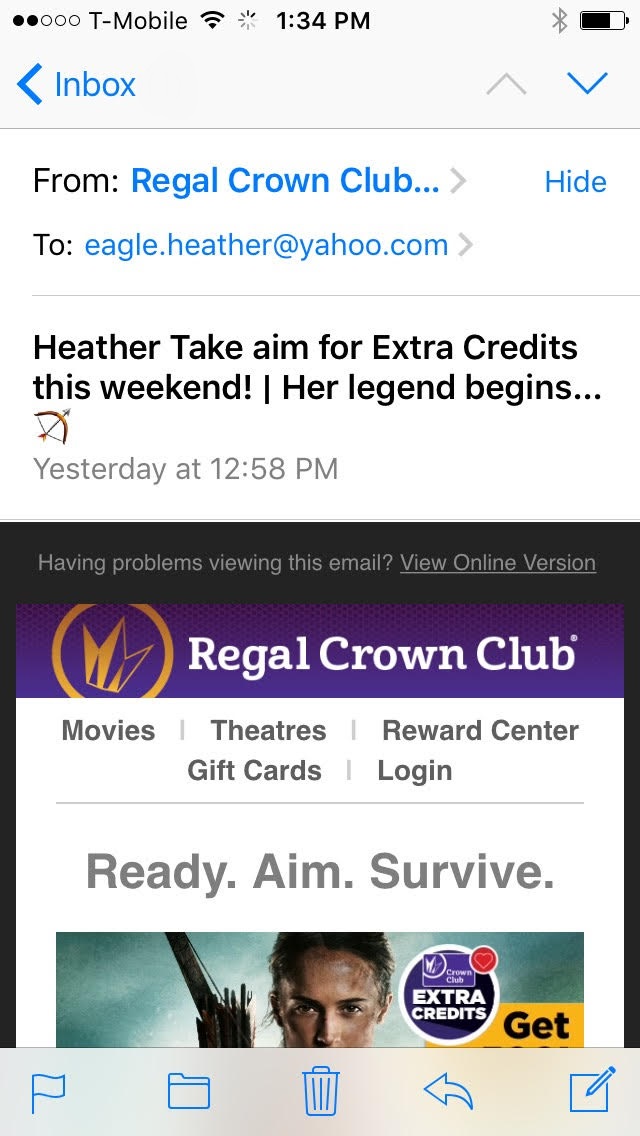 T-Mobile 1:34 PM
Inbox
From: Regal Crown Club... Hide
To: eagle.heather@yahoo.com
Heather Take aim for Extra Credits
this weekend! | Her legend begins...
🏹
Yesterday at 12:58 PM
Having problems viewing this email? View Online Version
Regal Crown Club®
Movies | Theatres | Reward Center
Gift Cards | Login
Ready. Aim. Survive.
Crown
Club
EXTRA
CREDITS
Get